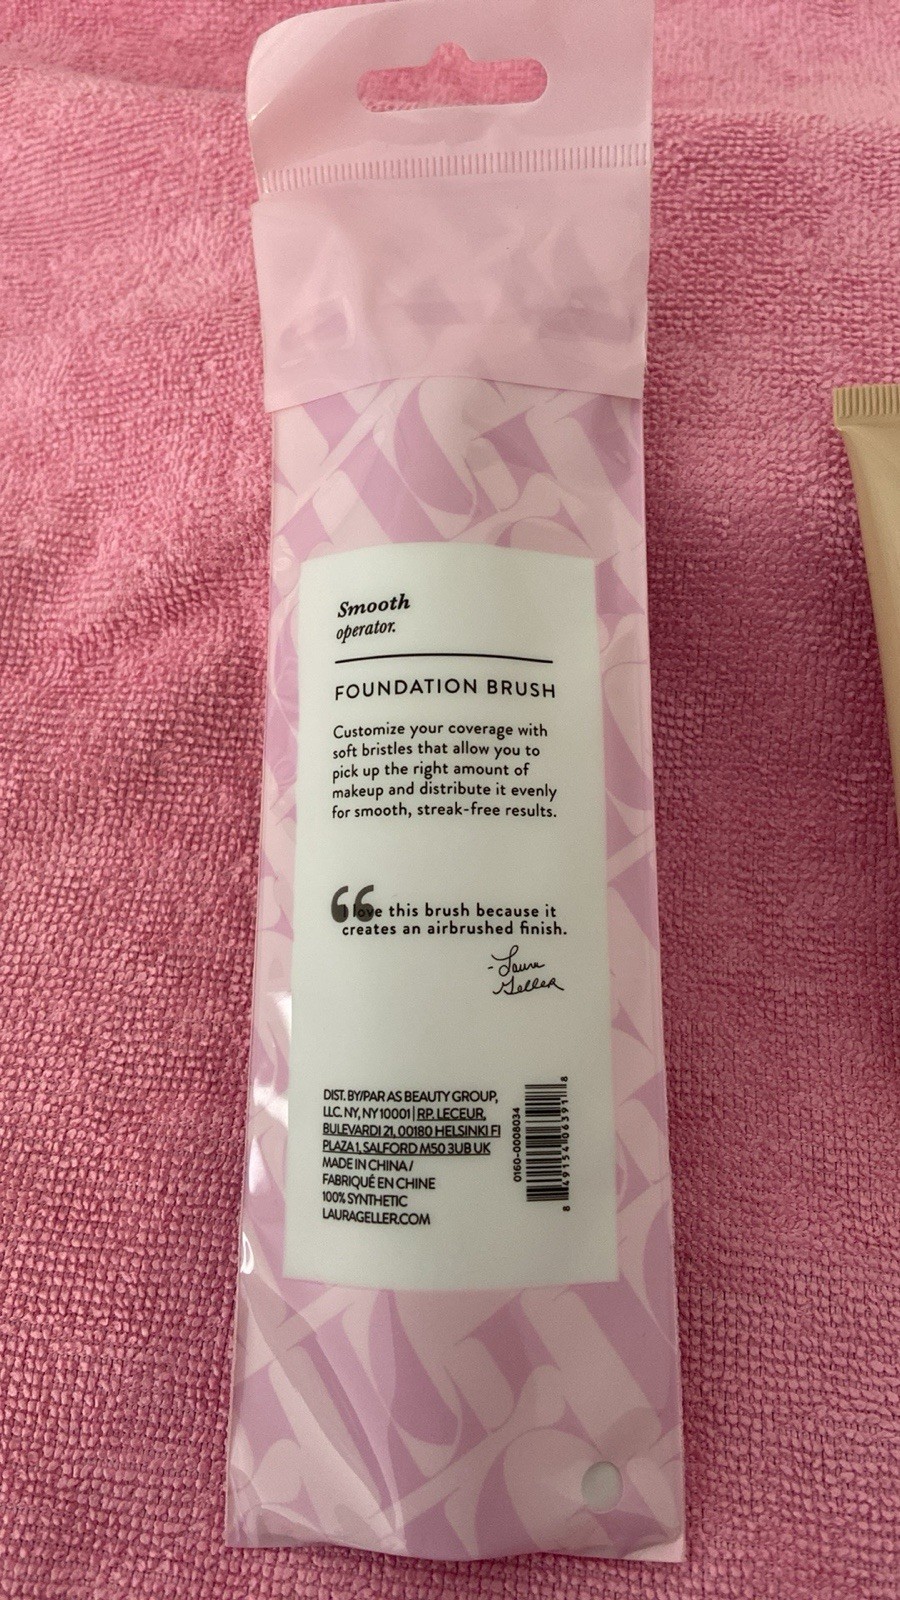 Smooth
operator.
FOUNDATION BRUSH
Customize your coverage with
soft bristles that allow you to
pick up the right amount of
makeup and distribute it evenly
for smooth, streak-free results.
“I love this brush because it
creates an airbrushed finish.
-Laura
Geller
DIST. BY/PAR AS BEAUTY GROUP,
LLC. NY, NY 10001 | RP. LECEUR,
BULEVARDI 21, 00180 HELSINKI FI
PLAZA 1, SALFORD M50 3UB UK
MADE IN CHINA /
FABRIQUÉ EN CHINE
100% SYNTHETIC
LAURAGELLER.COM
0160-0008034
8 49154 06391 8